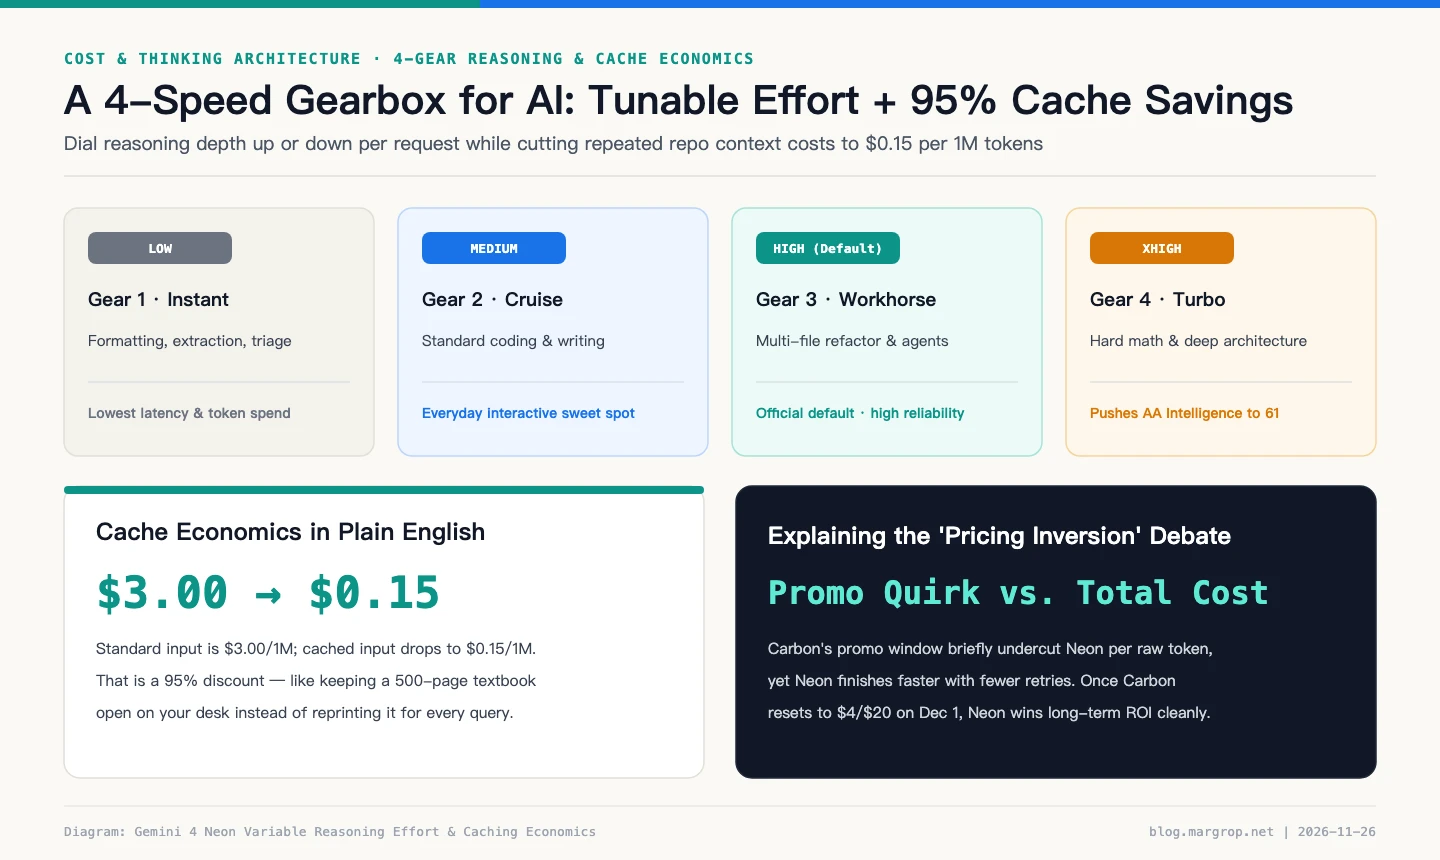 COST & THINKING ARCHITECTURE · 4-GEAR REASONING & CACHE ECONOMICS
A 4-Speed Gearbox for AI: Tunable Effort + 95% Cache Savings
Dial reasoning depth up or down per request while cutting repeated repo context costs to $0.15 per 1M tokens
LOW
Gear 1 · Instant
Formatting, extraction, triage
Lowest latency & token spend
MEDIUM
Gear 2 · Cruise
Standard coding & writing
Everyday interactive sweet spot
HIGH (Default)
Gear 3 · Workhorse
Multi-file refactor & agents
Official default · high reliability
XHIGH
Gear 4 · Turbo
Hard math & deep architecture
Pushes AA Intelligence to 61
Cache Economics in Plain English
$3.00 → $0.15
Standard input is $3.00/1M; cached input drops to $0.15/1M.
That is a 95% discount — like keeping a 500-page textbook
open on your desk instead of reprinting it for every query.
Explaining the 'Pricing Inversion' Debate
Promo Quirk vs. Total Cost
Carbon's promo window briefly undercut Neon per raw token,
yet Neon finishes faster with fewer retries. Once Carbon
resets to $4/$20 on Dec 1, Neon wins long-term ROI cleanly.
Diagram: Gemini 4 Neon Variable Reasoning Effort & Caching Economics
blog.margrop.net | 2026-11-26